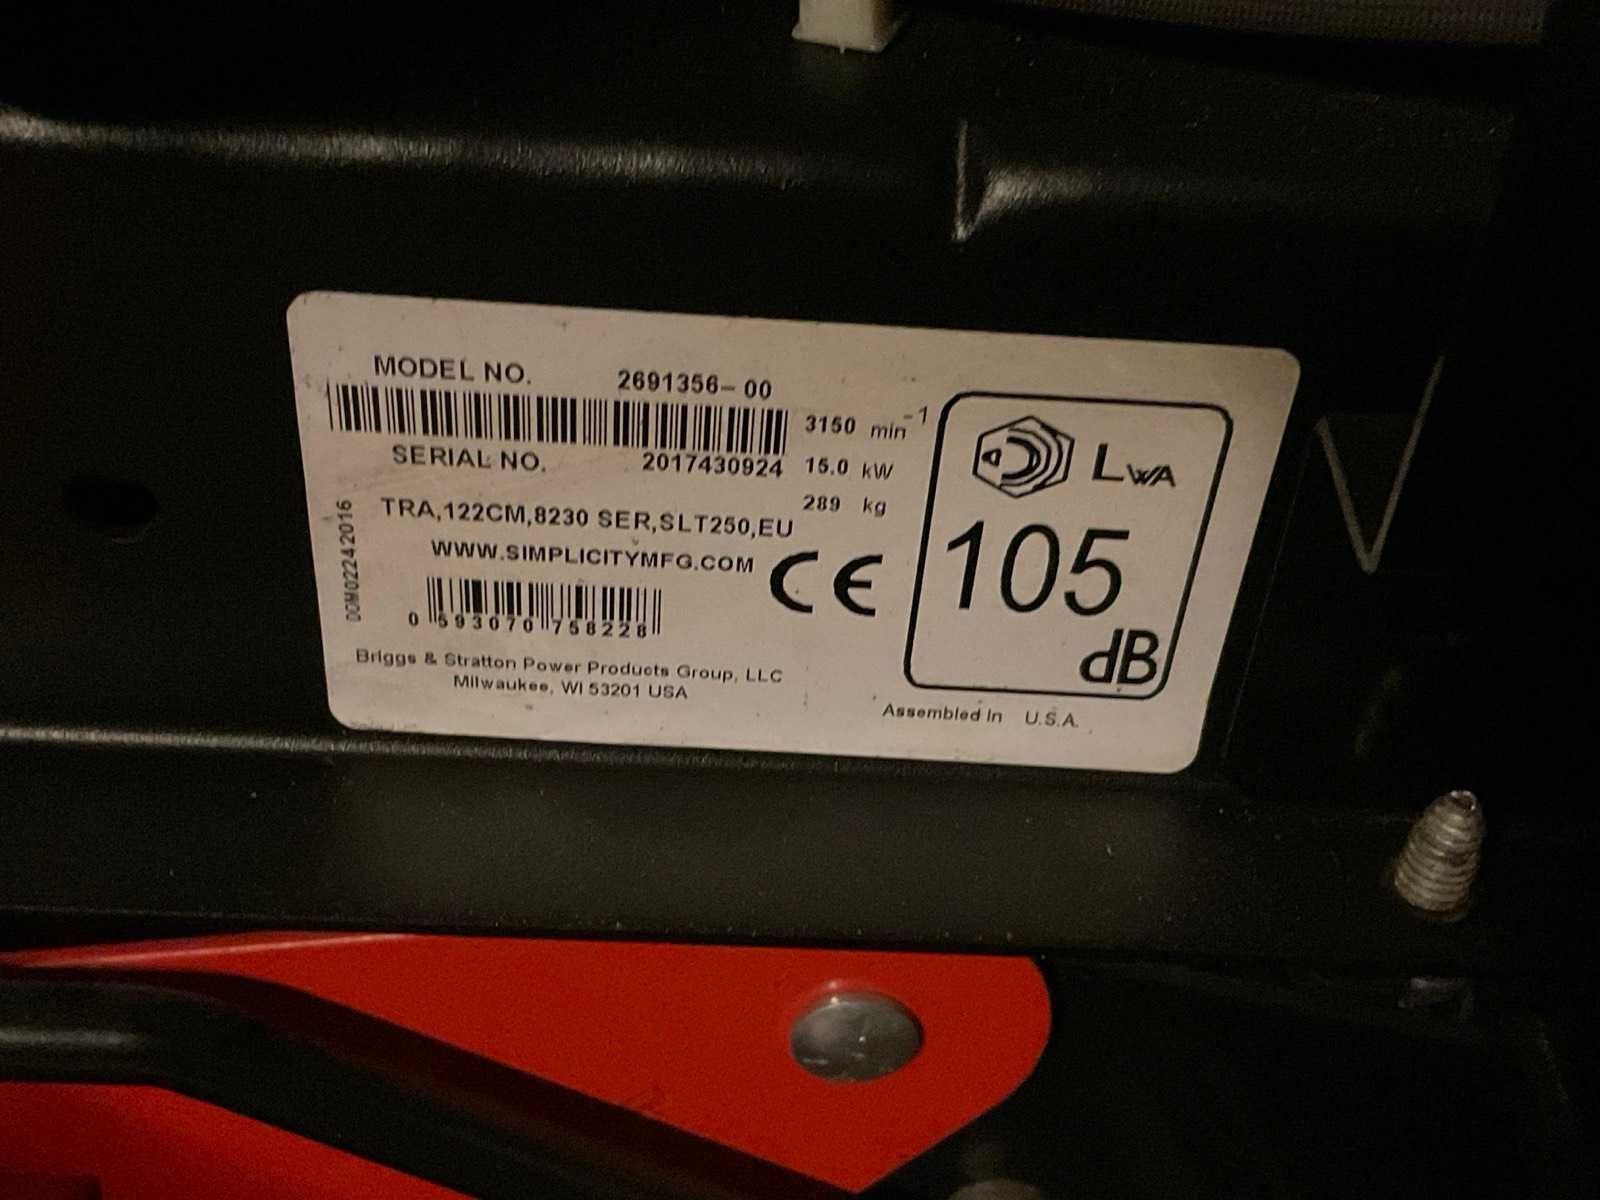 MODEL NO. 2691356-00
3150 min-1
SERIAL NO. 2017430924
15.0 kW
289 kg
TRA,122CM,8230 SER,SLT250,EU
WWW.SIMPLICITYMFG.COM
CE
0 593070 758228
Briggs & Stratton Power Products Group, LLC
Milwaukee, WI 53201 USA
LWA
105
dB
Assembled In U.S.A.